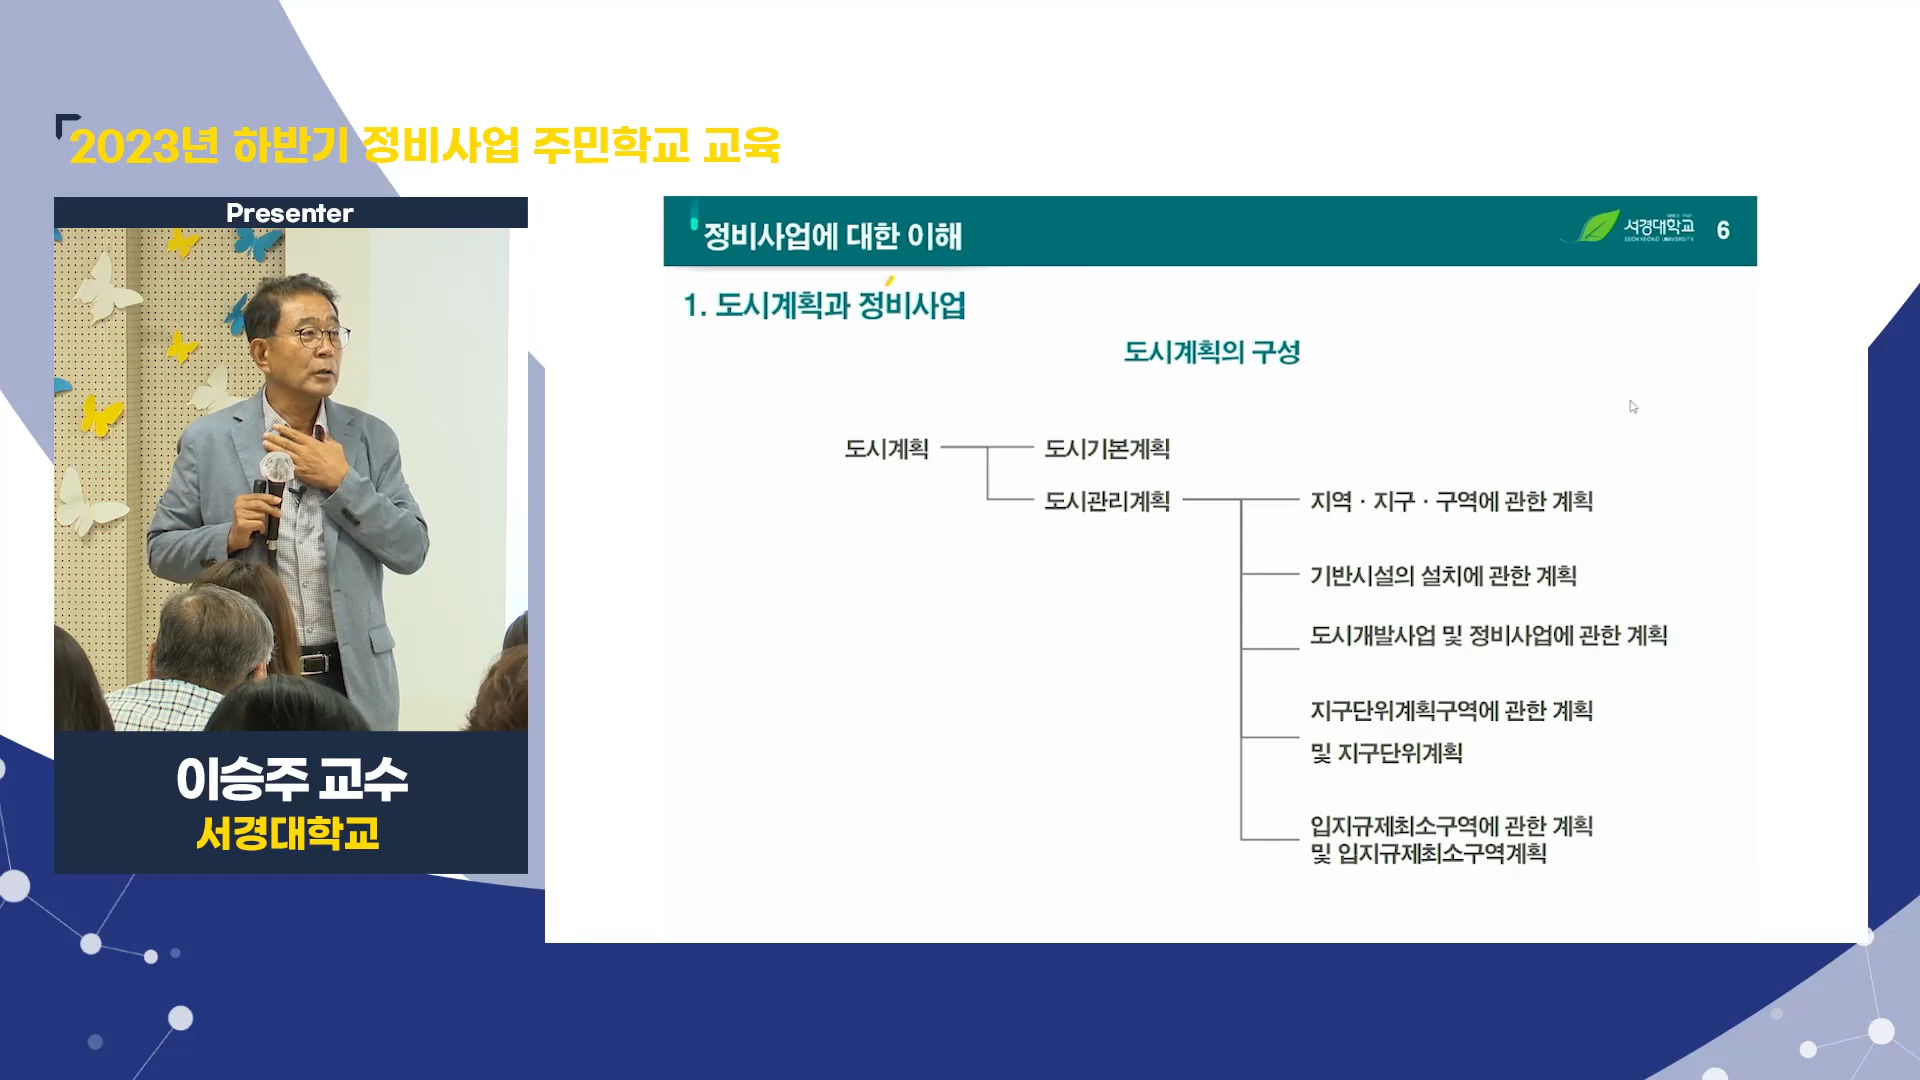 2023년 하반기 정비사업 주민학교 교육
Presenter
이승주 교수
서경대학교
정비사업에 대한 이해
SINCE 1947
서경대학교
SEOKYEONG UNIVERSITY
6
1. 도시계획과 정비사업
도시계획의 구성
도시계획
도시기본계획
도시관리계획
지역 · 지구 · 구역에 관한 계획
기반시설의 설치에 관한 계획
도시개발사업 및 정비사업에 관한 계획
지구단위계획구역에 관한 계획
및 지구단위계획
입지규제최소구역에 관한 계획
및 입지규제최소구역계획